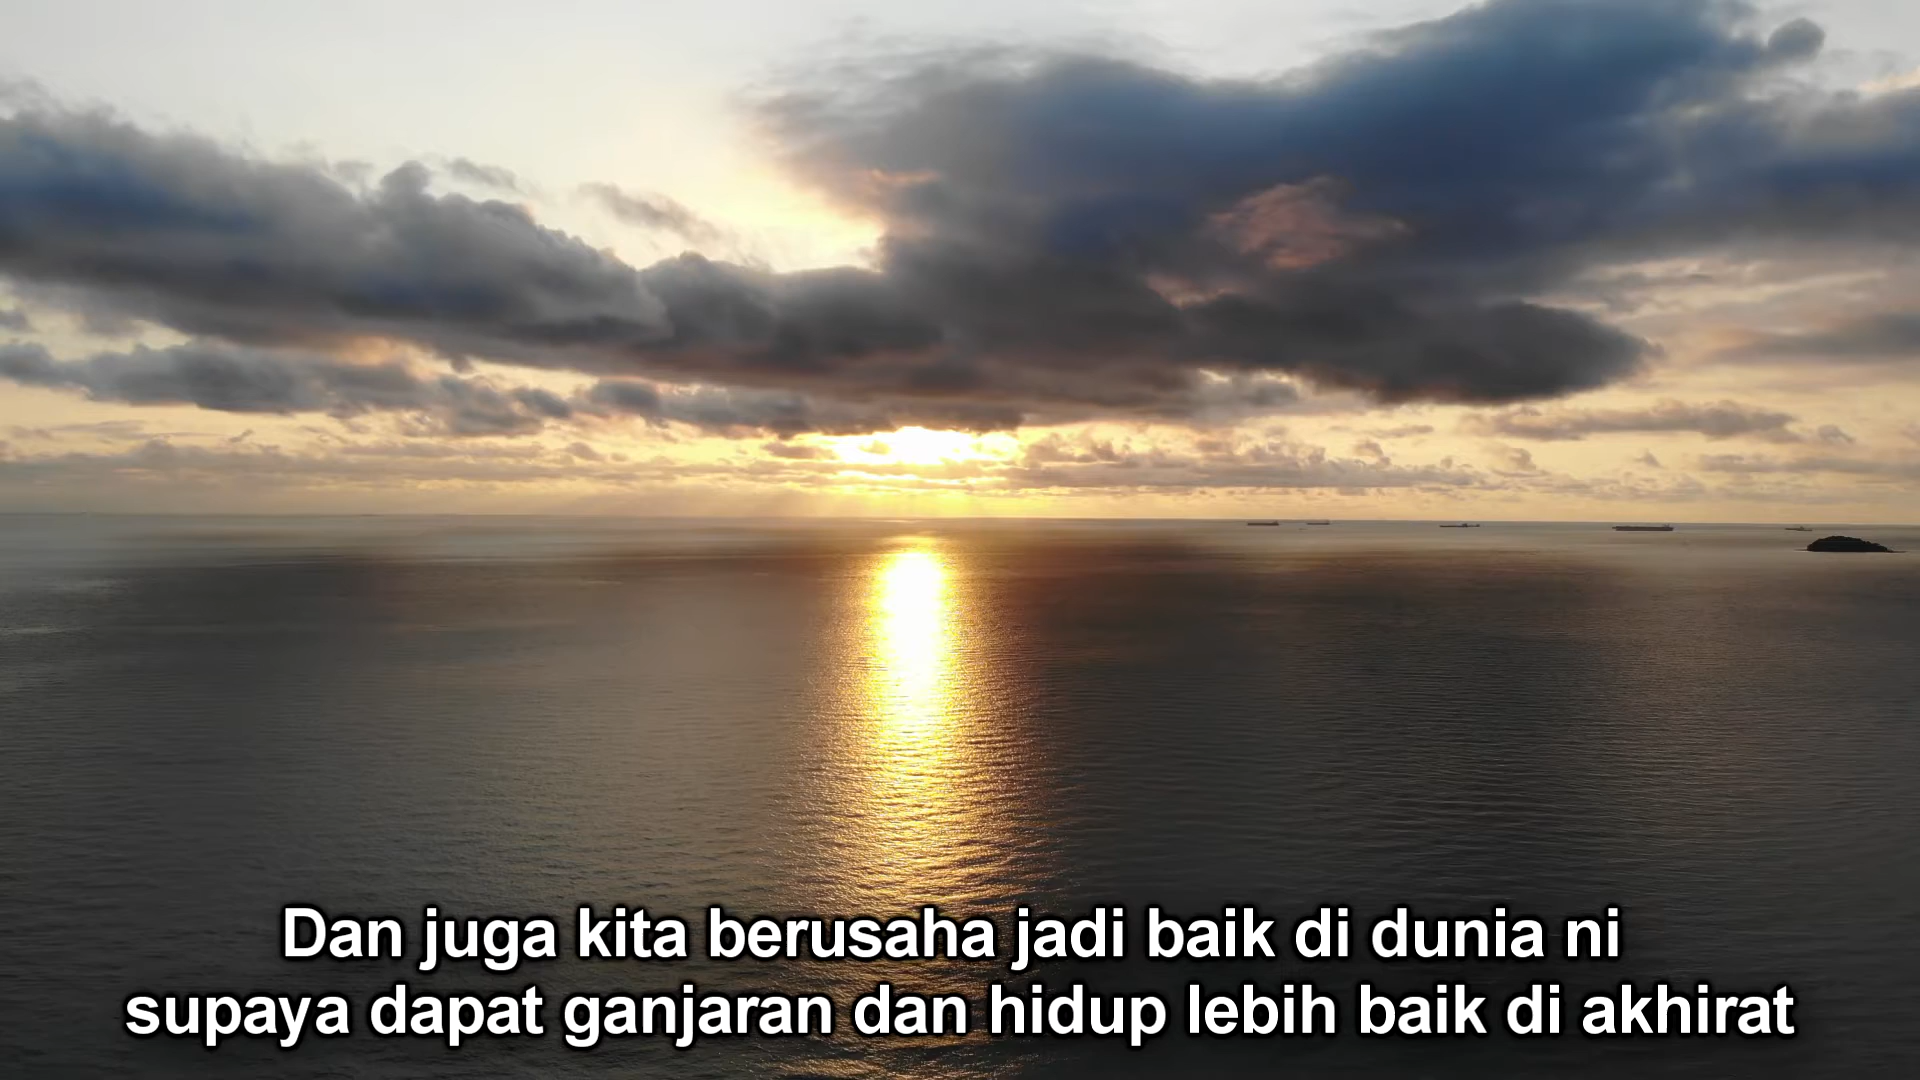 Dan juga kita berusaha jadi baik di dunia ni
supaya dapat ganjaran dan hidup lebih baik di akhirat